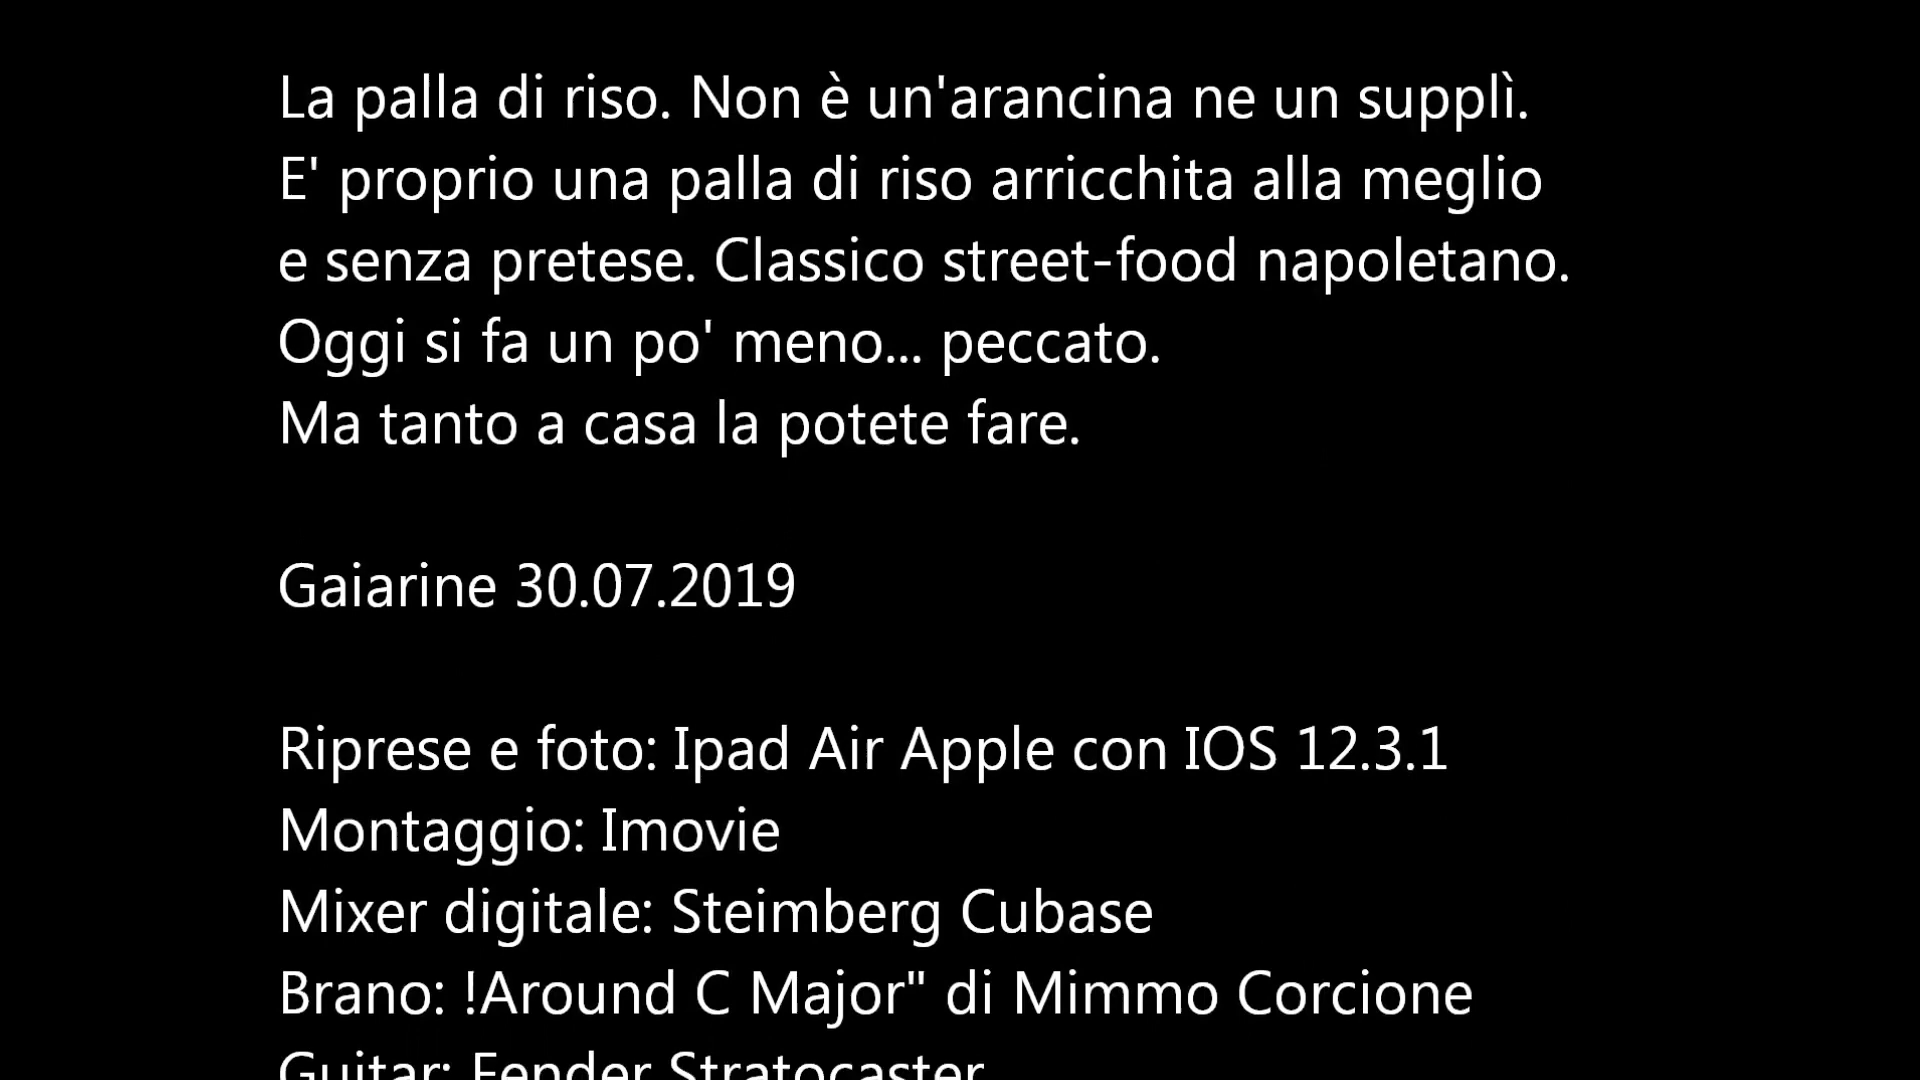 La palla di riso. Non è un'arancina ne un supplì.
E' proprio una palla di riso arricchita alla meglio
e senza pretese. Classico street-food napoletano.
Oggi si fa un po' meno... peccato.
Ma tanto a casa la potete fare.
Gaiarine 30.07.2019
Riprese e foto: Ipad Air Apple con IOS 12.3.1
Montaggio: Imovie
Mixer digitale: Steimberg Cubase
Brano: !Around C Major" di Mimmo Corcione
Guitar: Fender Stratocaster